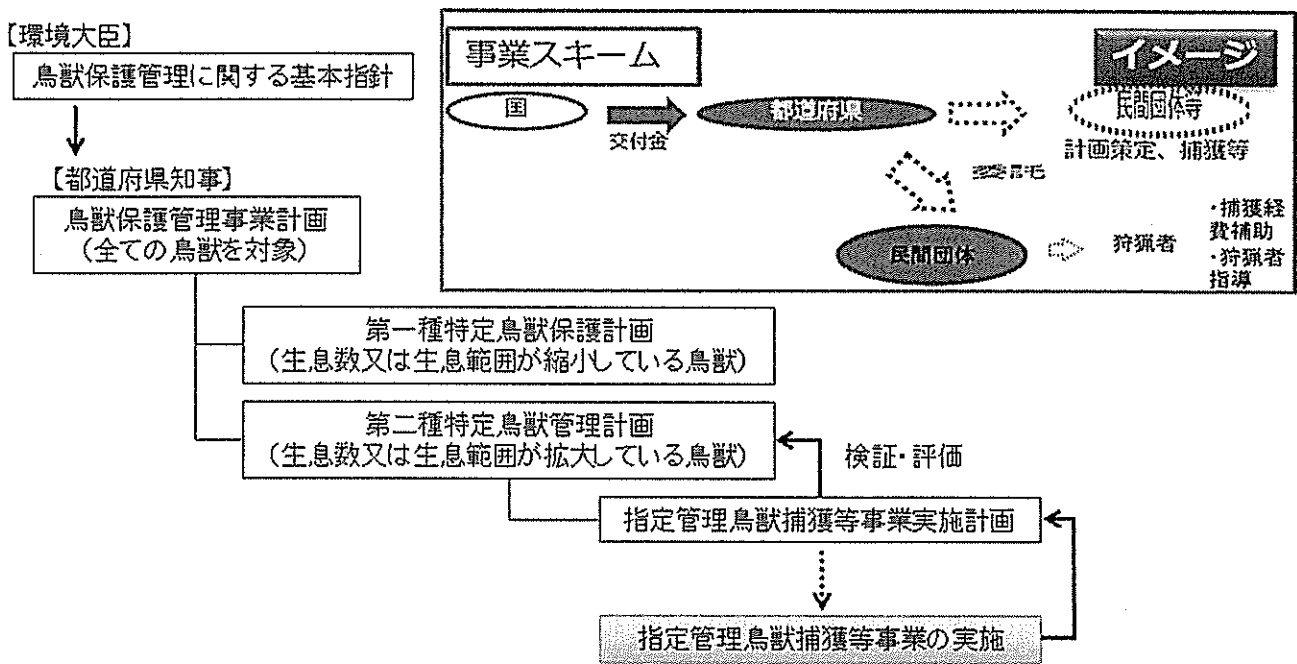 【環境大臣】
鳥獣保護管理に関する基本指針
【都道府県知事】
鳥獣保護管理事業計画
(全ての鳥獣を対象)
第一種特定鳥獣保護計画
(生息数又は生息範囲が縮小している鳥獣)
第二種特定鳥獣管理計画
(生息数又は生息範囲が拡大している鳥獣)
検証・評価
指定管理鳥獣捕獲等事業実施計画
指定管理鳥獣捕獲等事業の実施
事業スキーム
イメージ
国
交付金
都道府県
民間団体等
計画策定、捕獲等
委託
民間団体
狩猟者
・捕獲経
費補助
・狩猟者
指導